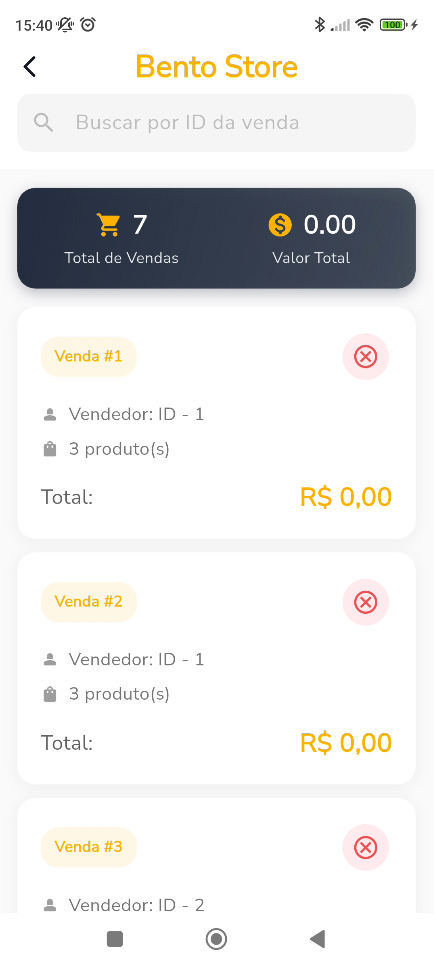 15:40 100
Bento Store
Buscar por ID da venda
7 0.00
Total de Vendas Valor Total
Venda #1
Vendedor: ID - 1
3 produto(s)
Total: R$ 0,00
Venda #2
Vendedor: ID - 1
3 produto(s)
Total: R$ 0,00
Venda #3
Vendedor: ID - 2